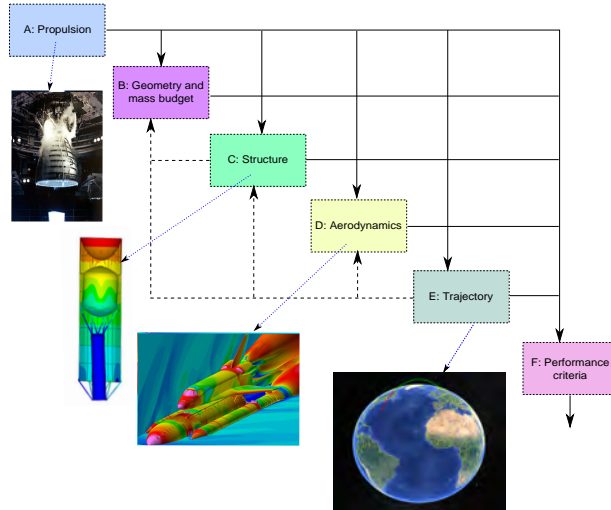 A: Propulsion
B: Geometry and
mass budget
C: Structure
D: Aerodynamics
E: Trajectory
F: Performance
criteria